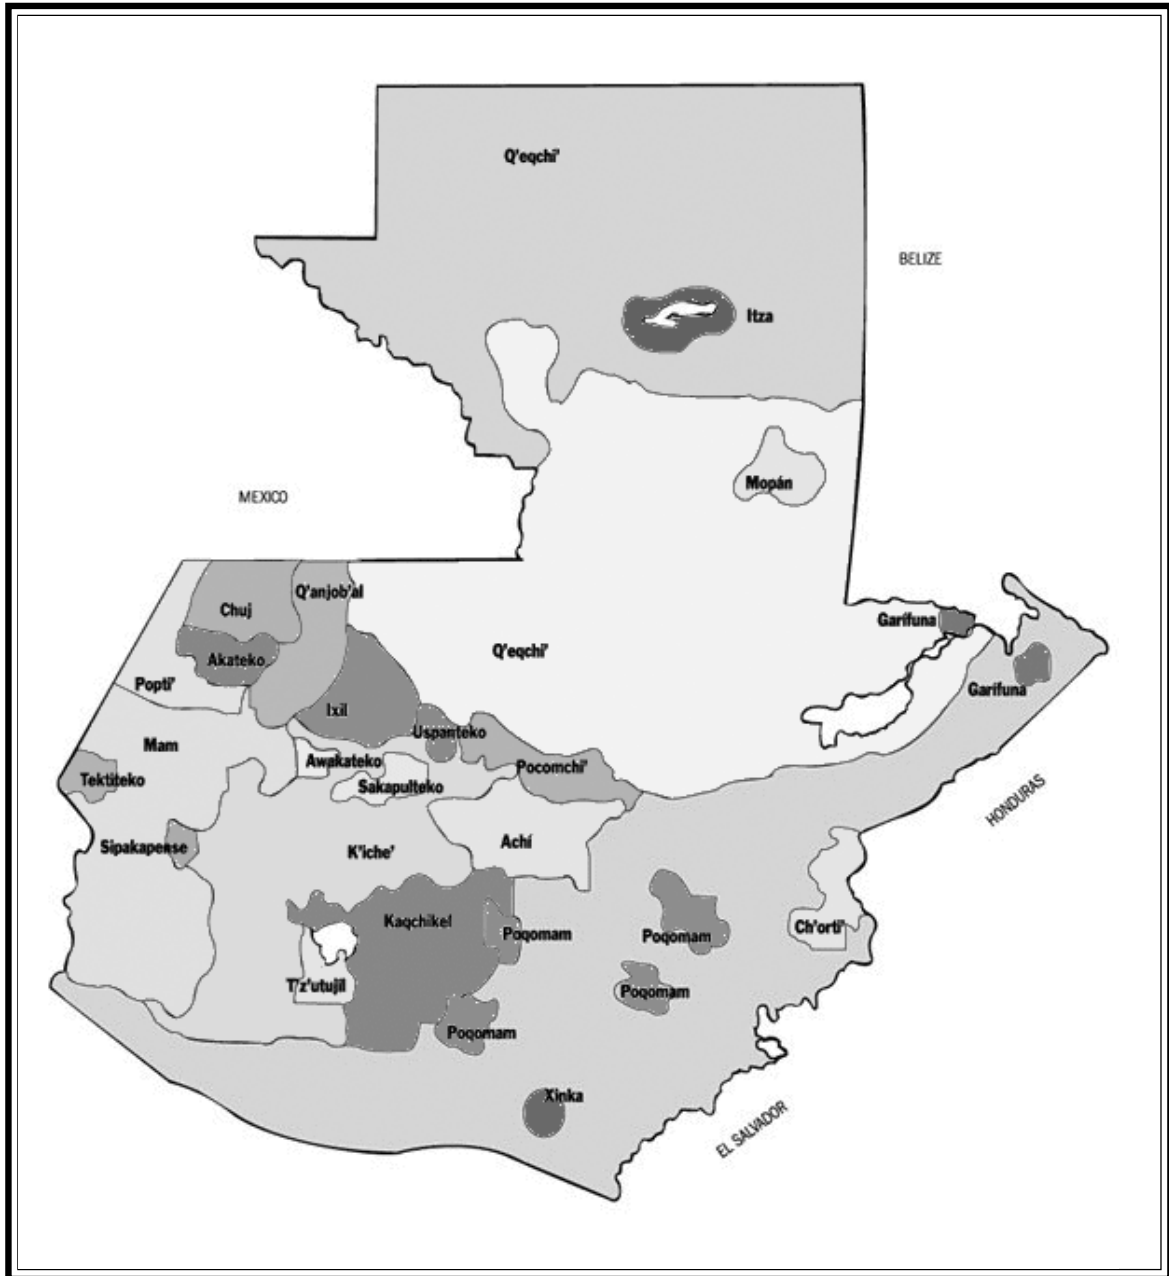 Q'eqchi'
BELIZE
Itza
Mopán
MEXICO
Q'anjob'al
Chuj
Garífuna
Q'eqchi'
Akateko
Popti'
Garífuna
Ixil
Uspanteko
Mam
Awakateko
Pocomchi'
Tektiteko
Sakapulteko
HONDURAS
Achí
Sipakapense
K'iche'
Kaqchikel
Ch'orti'
Poqomam
Poqomam
T'z'utujil
Poqomam
Poqomam
Xinka
EL SALVADOR